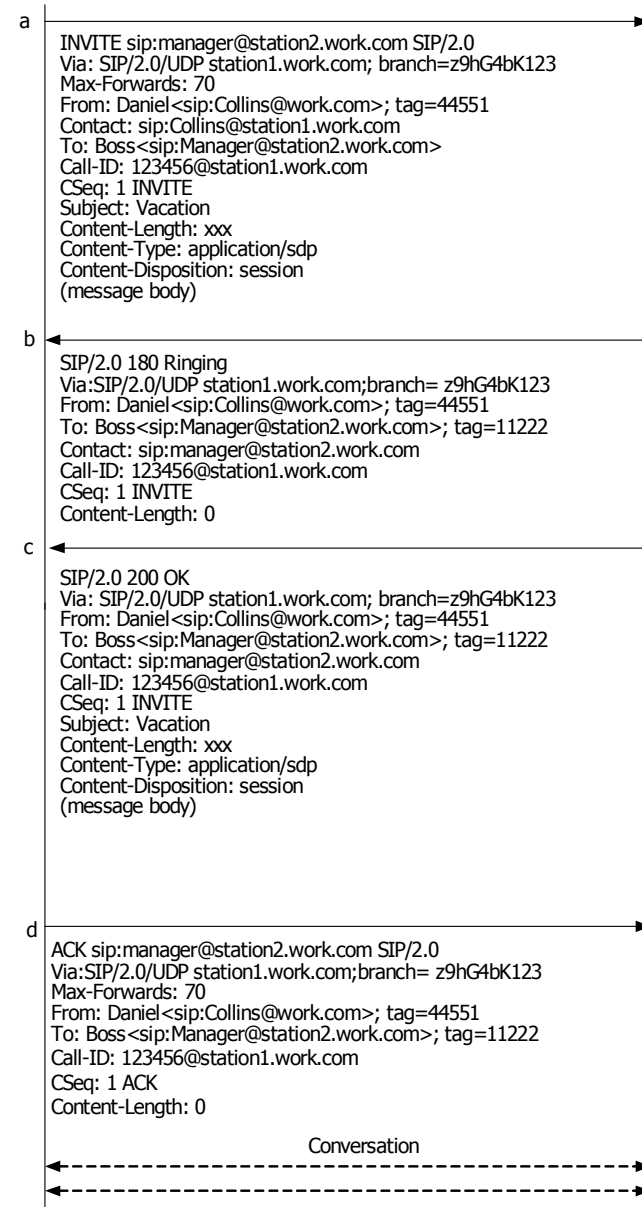 a
INVITE sip:manager@station2.work.com SIP/2.0
Via: SIP/2.0/UDP station1.work.com; branch=z9hG4bK123
Max-Forwards: 70
From: Daniel<sip:Collins@work.com>; tag=44551
Contact: sip:Collins@station1.work.com
To: Boss<sip:Manager@station2.work.com>
Call-ID: 123456@station1.work.com
CSeq: 1 INVITE
Subject: Vacation
Content-Length: xxx
Content-Type: application/sdp
Content-Disposition: session
(message body)
b
SIP/2.0 180 Ringing
Via:SIP/2.0/UDP station1.work.com;branch= z9hG4bK123
From: Daniel<sip:Collins@work.com>; tag=44551
To: Boss<sip:Manager@station2.work.com>; tag=11222
Contact: sip:manager@station2.work.com
Call-ID: 123456@station1.work.com
CSeq: 1 INVITE
Content-Length: 0
c
SIP/2.0 200 OK
Via: SIP/2.0/UDP station1.work.com; branch=z9hG4bK123
From: Daniel<sip:Collins@work.com>; tag=44551
To: Boss<sip:Manager@station2.work.com>; tag=11222
Contact: sip:manager@station2.work.com
Call-ID: 123456@station1.work.com
CSeq: 1 INVITE
Subject: Vacation
Content-Length: xxx
Content-Type: application/sdp
Content-Disposition: session
(message body)
d
ACK sip:manager@station2.work.com SIP/2.0
Via:SIP/2.0/UDP station1.work.com;branch= z9hG4bK123
Max-Forwards: 70
From: Daniel<sip:Collins@work.com>; tag=44551
To: Boss<sip:Manager@station2.work.com>; tag=11222
Call-ID: 123456@station1.work.com
CSeq: 1 ACK
Content-Length: 0
Conversation